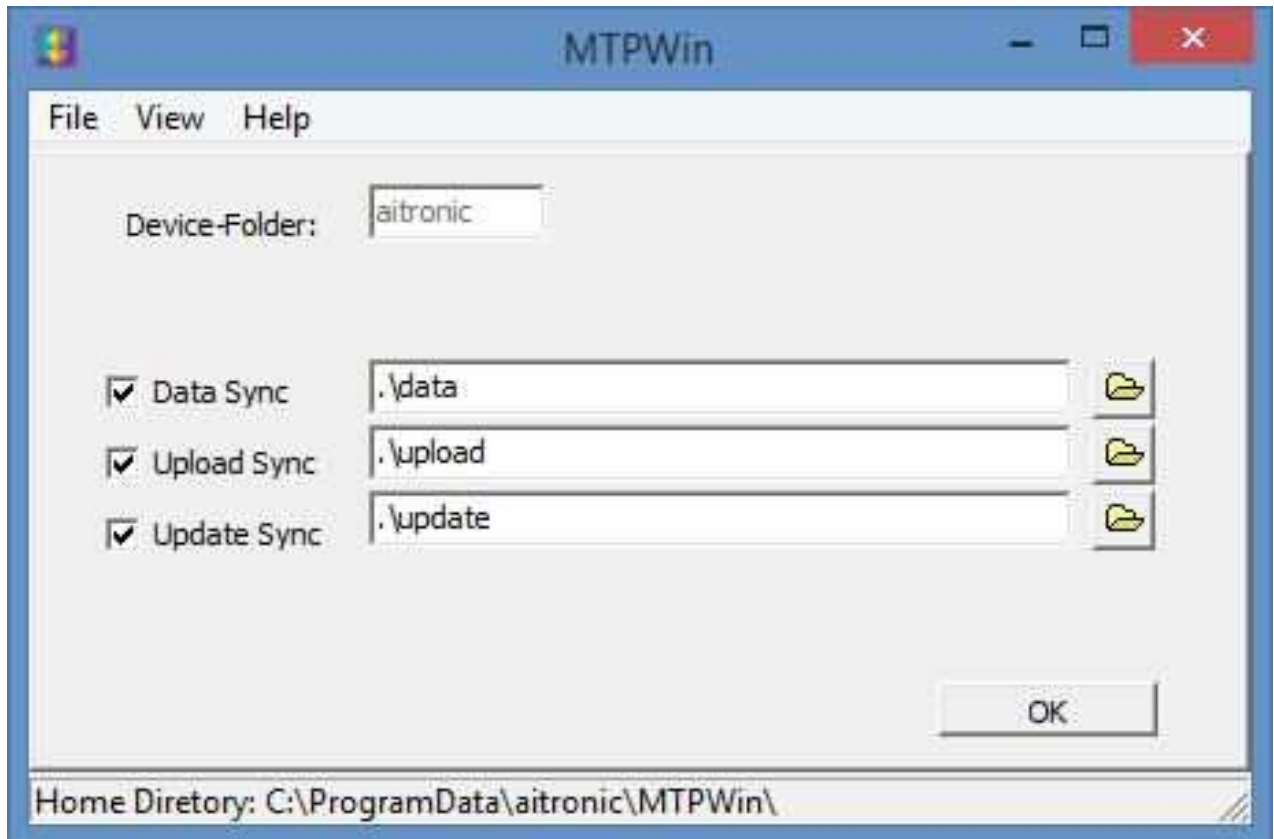 MTPWin
File View Help
Device-Folder: aitronic
Data Sync .\data
Upload Sync .\upload
Update Sync .\update
OK
Home Diretory: C:\ProgramData\aitronic\MTPWin\